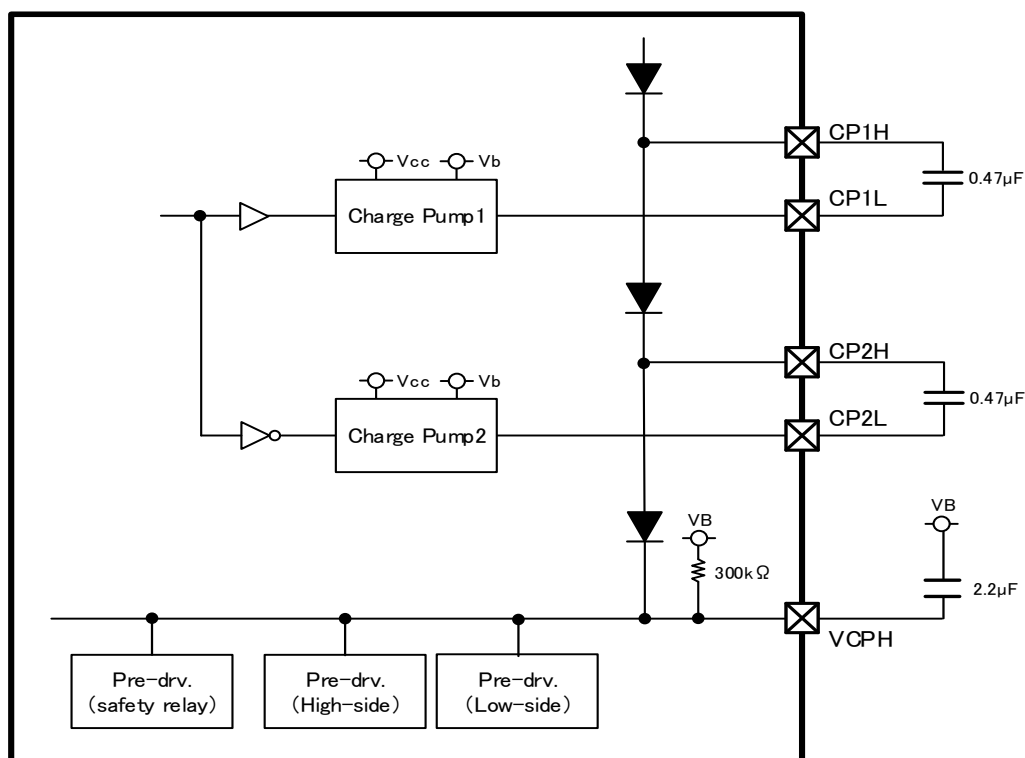 CP1H
Vcc Vb
0.47μF
Charge Pump1
CP1L
CP2H
Vcc Vb
0.47μF
Charge Pump2
CP2L
VB
VB
300kΩ
2.2μF
VCPH
Pre-drv.
(safety relay)
Pre-drv.
(High-side)
Pre-drv.
(Low-side)